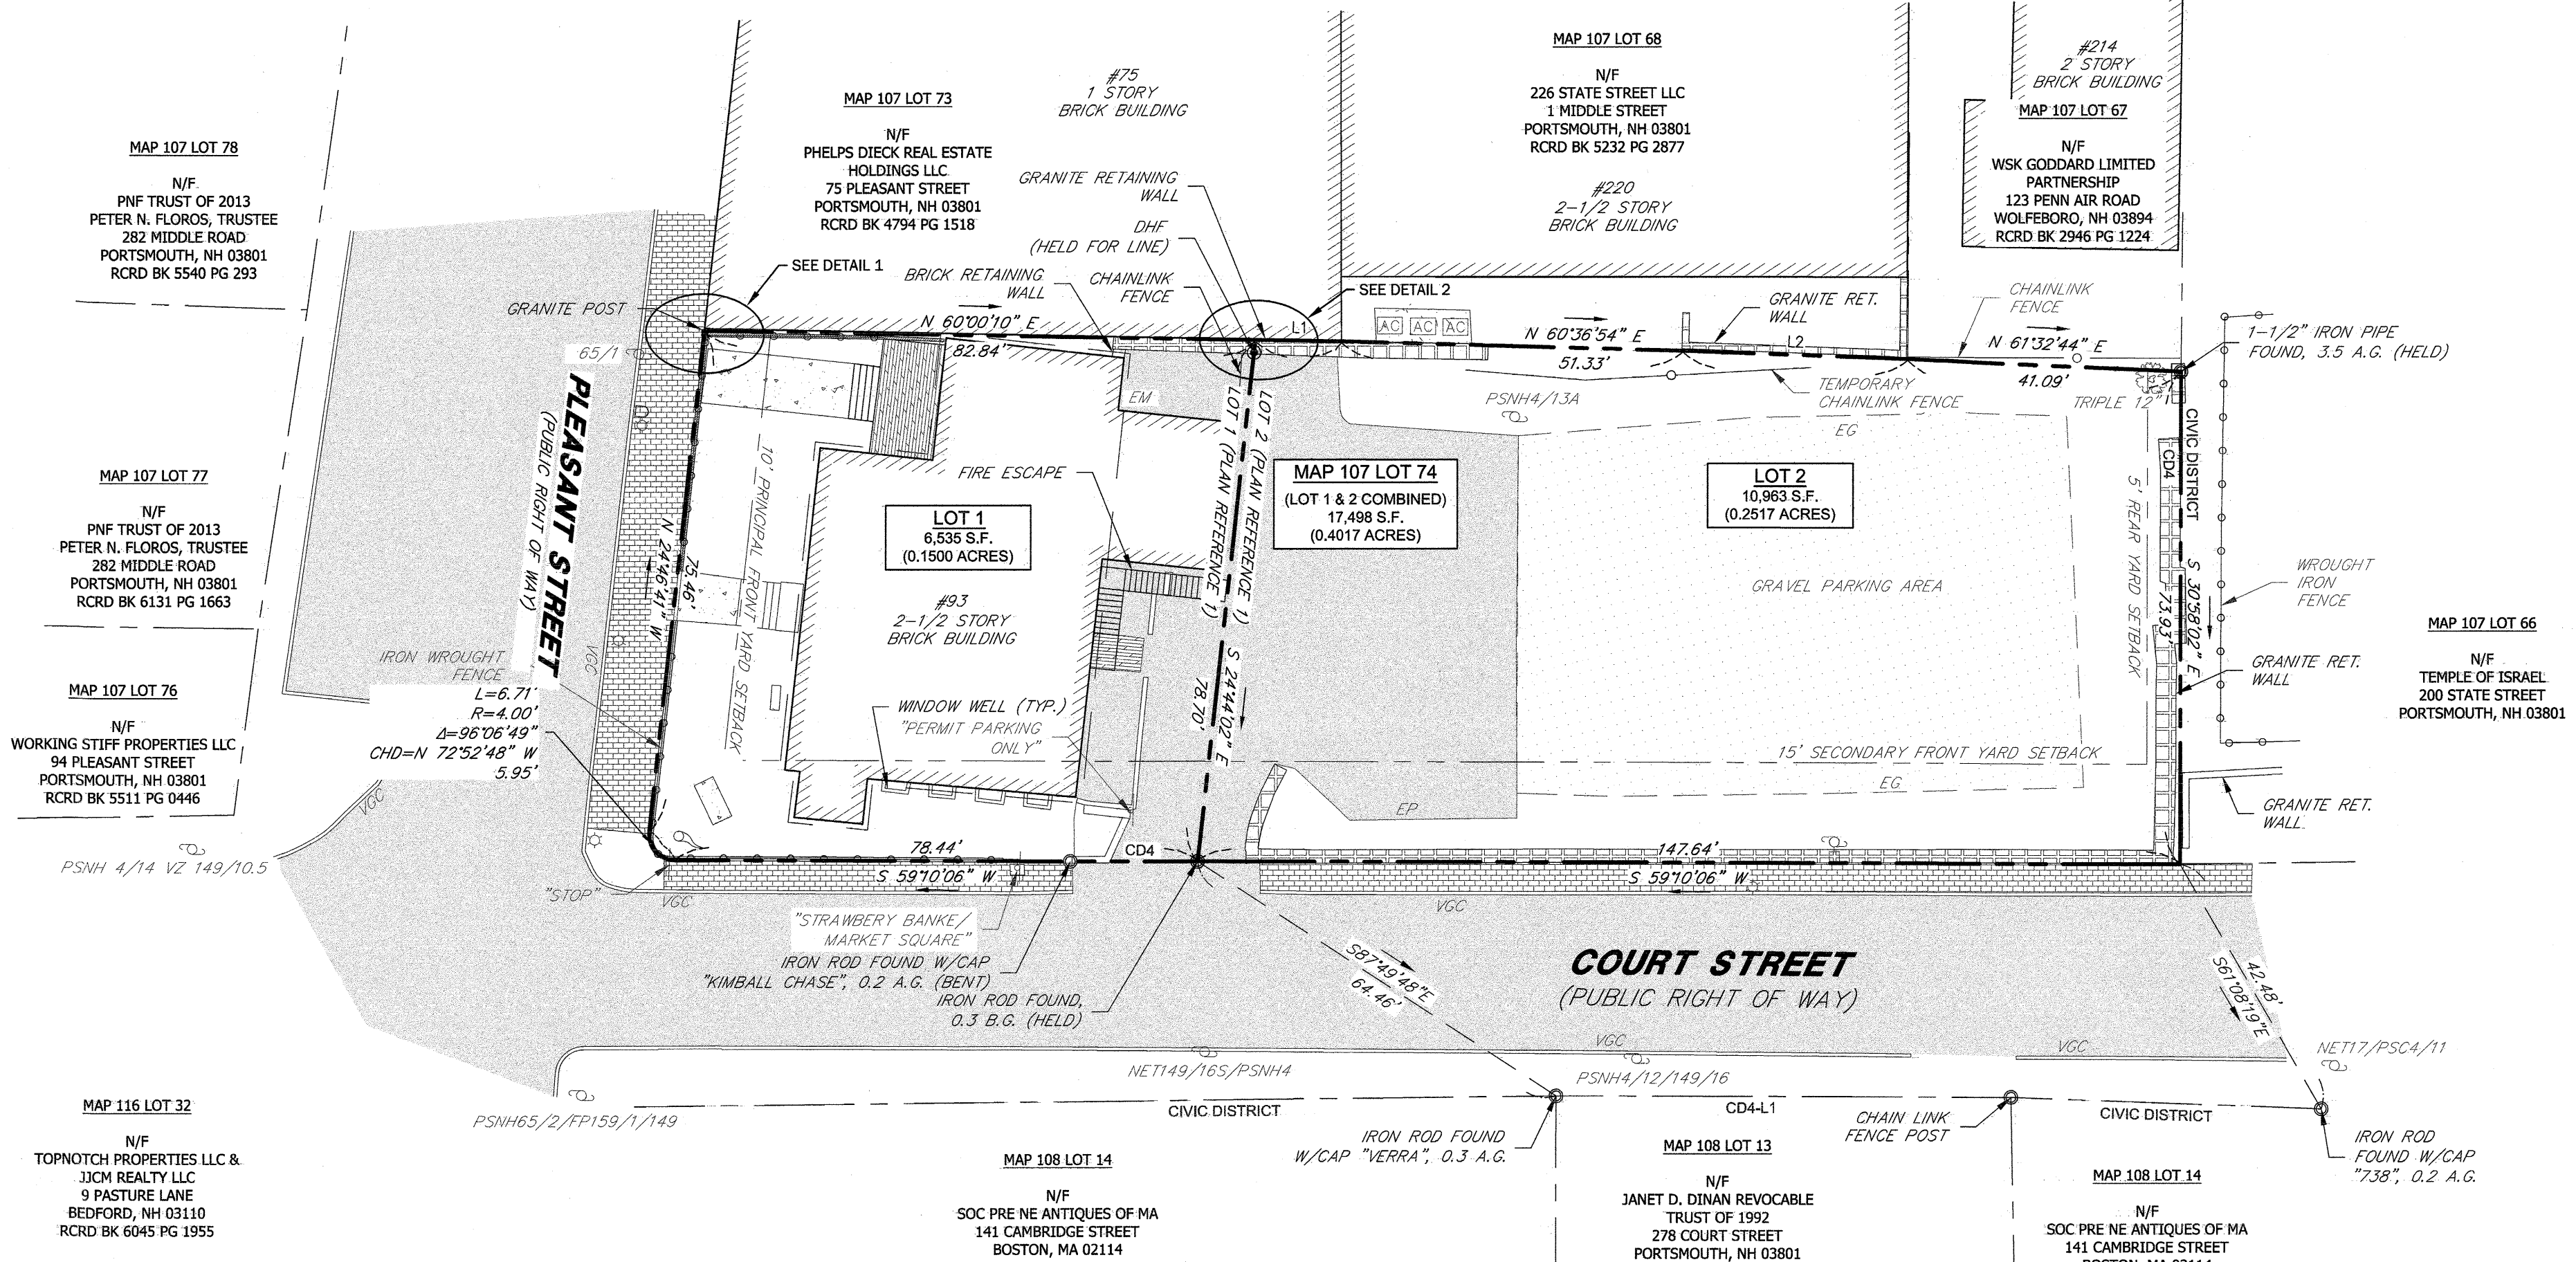 MAP 107 LOT 78
N/F
PNF TRUST OF 2013
PETER N. FLOROS, TRUSTEE
282 MIDDLE ROAD
PORTSMOUTH, NH 03801
RCRD BK 5540 PG 293
MAP 107 LOT 77
N/F
PNF TRUST OF 2013
PETER N. FLOROS, TRUSTEE
282 MIDDLE ROAD
PORTSMOUTH, NH 03801
RCRD BK 6131 PG 1663
MAP 107 LOT 76
N/F
WORKING STIFF PROPERTIES LLC
94 PLEASANT STREET
PORTSMOUTH, NH 03801
RCRD BK 5511 PG 0446
PSNH 4/14 VZ 149/10.5
VGC
MAP 116 LOT 32
N/F
TOPNOTCH PROPERTIES LLC &
JJCM REALTY LLC
9 PASTURE LANE
BEDFORD, NH 03110
RCRD BK 6045 PG 1955
MAP 107 LOT 73
N/F
PHELPS DIECK REAL ESTATE
HOLDINGS LLC
75 PLEASANT STREET
PORTSMOUTH, NH 03801
RCRD BK 4794 PG 1518
#75
1 STORY
BRICK BUILDING
GRANITE RETAINING
WALL
DHF
(HELD FOR LINE)
CHAINLINK
FENCE
BRICK RETAINING
WALL
SEE DETAIL 1
GRANITE POST
65/1
N 60°00'10" E
82.84'
SEE DETAIL 2
L1
MAP 107 LOT 68
N/F
226 STATE STREET LLC
1 MIDDLE STREET
PORTSMOUTH, NH 03801
RCRD BK 5232 PG 2877
#220
2-1/2 STORY
BRICK BUILDING
AC AC AC
GRANITE RET.
WALL
N 60°36'54" E
51.33'
L2
#214
2 STORY
BRICK BUILDING
MAP 107 LOT 67
N/F
WSK GODDARD LIMITED
PARTNERSHIP
123 PENN AIR ROAD
WOLFEBORO, NH 03894
RCRD BK 2946 PG 1224
CHAINLINK
FENCE
N 61°32'44" E
41.09'
1-1/2" IRON PIPE
FOUND, 3.5 A.G. (HELD)
TRIPLE 12"
TEMPORARY
CHAINLINK FENCE
PSNH4/13A
EG
PLEASANT STREET
(PUBLIC RIGHT OF WAY)
VGC
75.46'
N 24°46'41" W
10' PRINCIPAL FRONT YARD SETBACK
IRON WROUGHT
FENCE
L=6.71'
R=4.00'
Δ=96°06'49"
CHD=N 72°52'48" W
5.95'
EM
FIRE ESCAPE
LOT 1
6,535 S.F.
(0.1500 ACRES)
#93
2-1/2 STORY
BRICK BUILDING
WINDOW WELL (TYP.)
"PERMIT PARKING
ONLY"
LOT 2 (PLAN REFERENCE 1)
LOT 1 (PLAN REFERENCE 1)
S 24°44'02" E
78.70'
MAP 107 LOT 74
(LOT 1 & 2 COMBINED)
17,498 S.F.
(0.4017 ACRES)
LOT 2
10,963 S.F.
(0.2517 ACRES)
GRAVEL PARKING AREA
5' REAR YARD SETBACK
CD4
CIVIC DISTRICT
S 30°58'02" E
73.93'
WROUGHT
IRON
FENCE
GRANITE RET.
WALL
MAP 107 LOT 66
N/F
TEMPLE OF ISRAEL
200 STATE STREET
PORTSMOUTH, NH 03801
15' SECONDARY FRONT YARD SETBACK
EG
EP
GRANITE RET.
WALL
78.44'
S 59°10'06" W
CD4
147.64'
S 59°10'06" W
"STOP"
VGC
VGC
"STRAWBERY BANKE/
MARKET SQUARE"
IRON ROD FOUND W/CAP
"KIMBALL CHASE", 0.2 A.G. (BENT)
IRON ROD FOUND,
0.3 B.G. (HELD)
S87°49'48"E
64.46'
COURT STREET
(PUBLIC RIGHT OF WAY)
42.48'
S61°08'19"E
VGC
VGC
NET17/PSC4/11
NET149/16S/PSNH4
PSNH4/12/149/16
PSNH65/2/FP159/1/149
CIVIC DISTRICT
CD4-L1
CIVIC DISTRICT
IRON ROD FOUND
W/CAP "VERRA", 0.3 A.G.
CHAIN LINK
FENCE POST
IRON ROD
FOUND W/CAP
"738", 0.2 A.G.
MAP 108 LOT 14
N/F
SOC PRE NE ANTIQUES OF MA
141 CAMBRIDGE STREET
BOSTON, MA 02114
MAP 108 LOT 13
N/F
JANET D. DINAN REVOCABLE
TRUST OF 1992
278 COURT STREET
PORTSMOUTH, NH 03801
MAP 108 LOT 14
N/F
SOC PRE NE ANTIQUES OF MA
141 CAMBRIDGE STREET
BOSTON, MA 02114